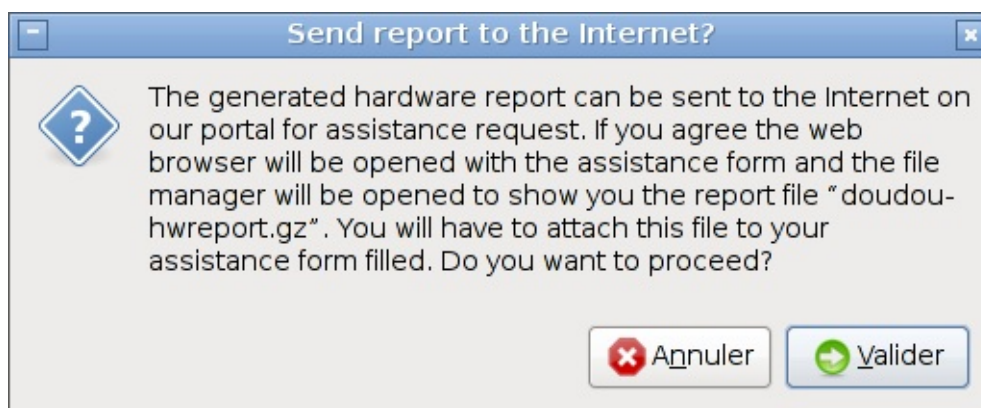 Send report to the Internet?
The generated hardware report can be sent to the Internet on
our portal for assistance request. If you agree the web
browser will be opened with the assistance form and the file
manager will be opened to show you the report file “doudou-
hwreport.gz”. You will have to attach this file to your
assistance form filled. Do you want to proceed?
Annuler Valider